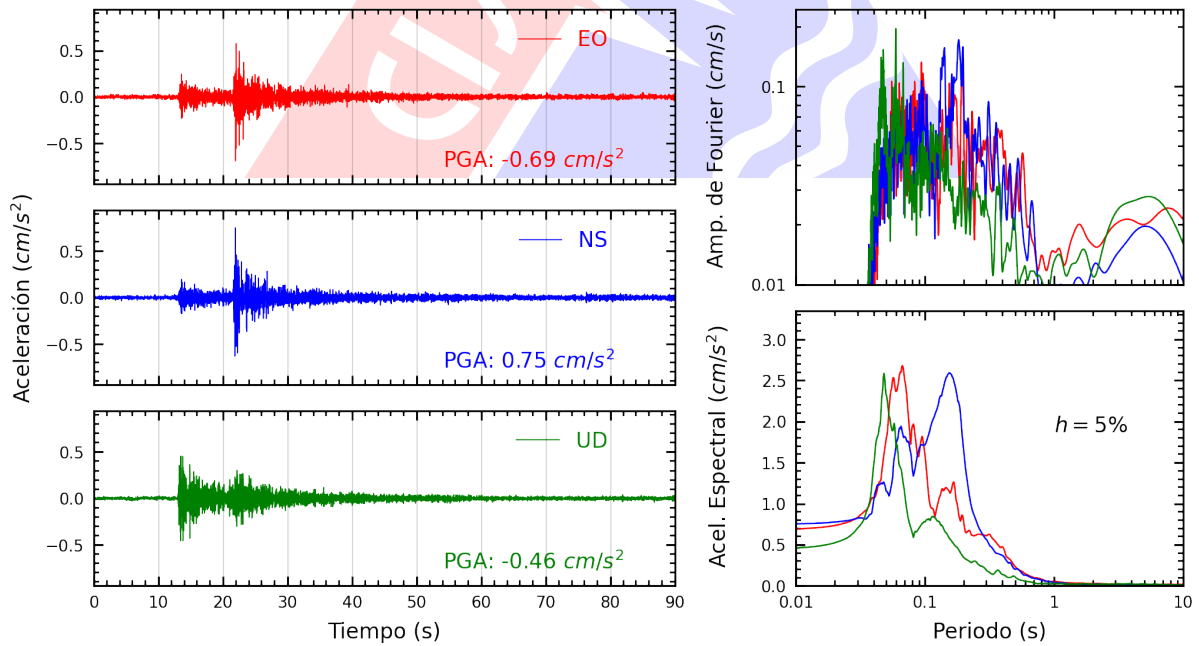 EO
PGA: -0.69 cm/s²
0.5
0.0
−0.5
NS
PGA: 0.75 cm/s²
0.5
0.0
−0.5
UD
PGA: -0.46 cm/s²
0.5
0.0
−0.5
Aceleración (cm/s²)
0 10 20 30 40 50 60 70 80 90
Tiempo (s)
Amp. de Fourier (cm/s)
0.1
0.01
Acel. Espectral (cm/s²)
3.0
2.5
2.0
1.5
1.0
0.5
0.0
h = 5%
0.01 0.1 1 10
Periodo (s)